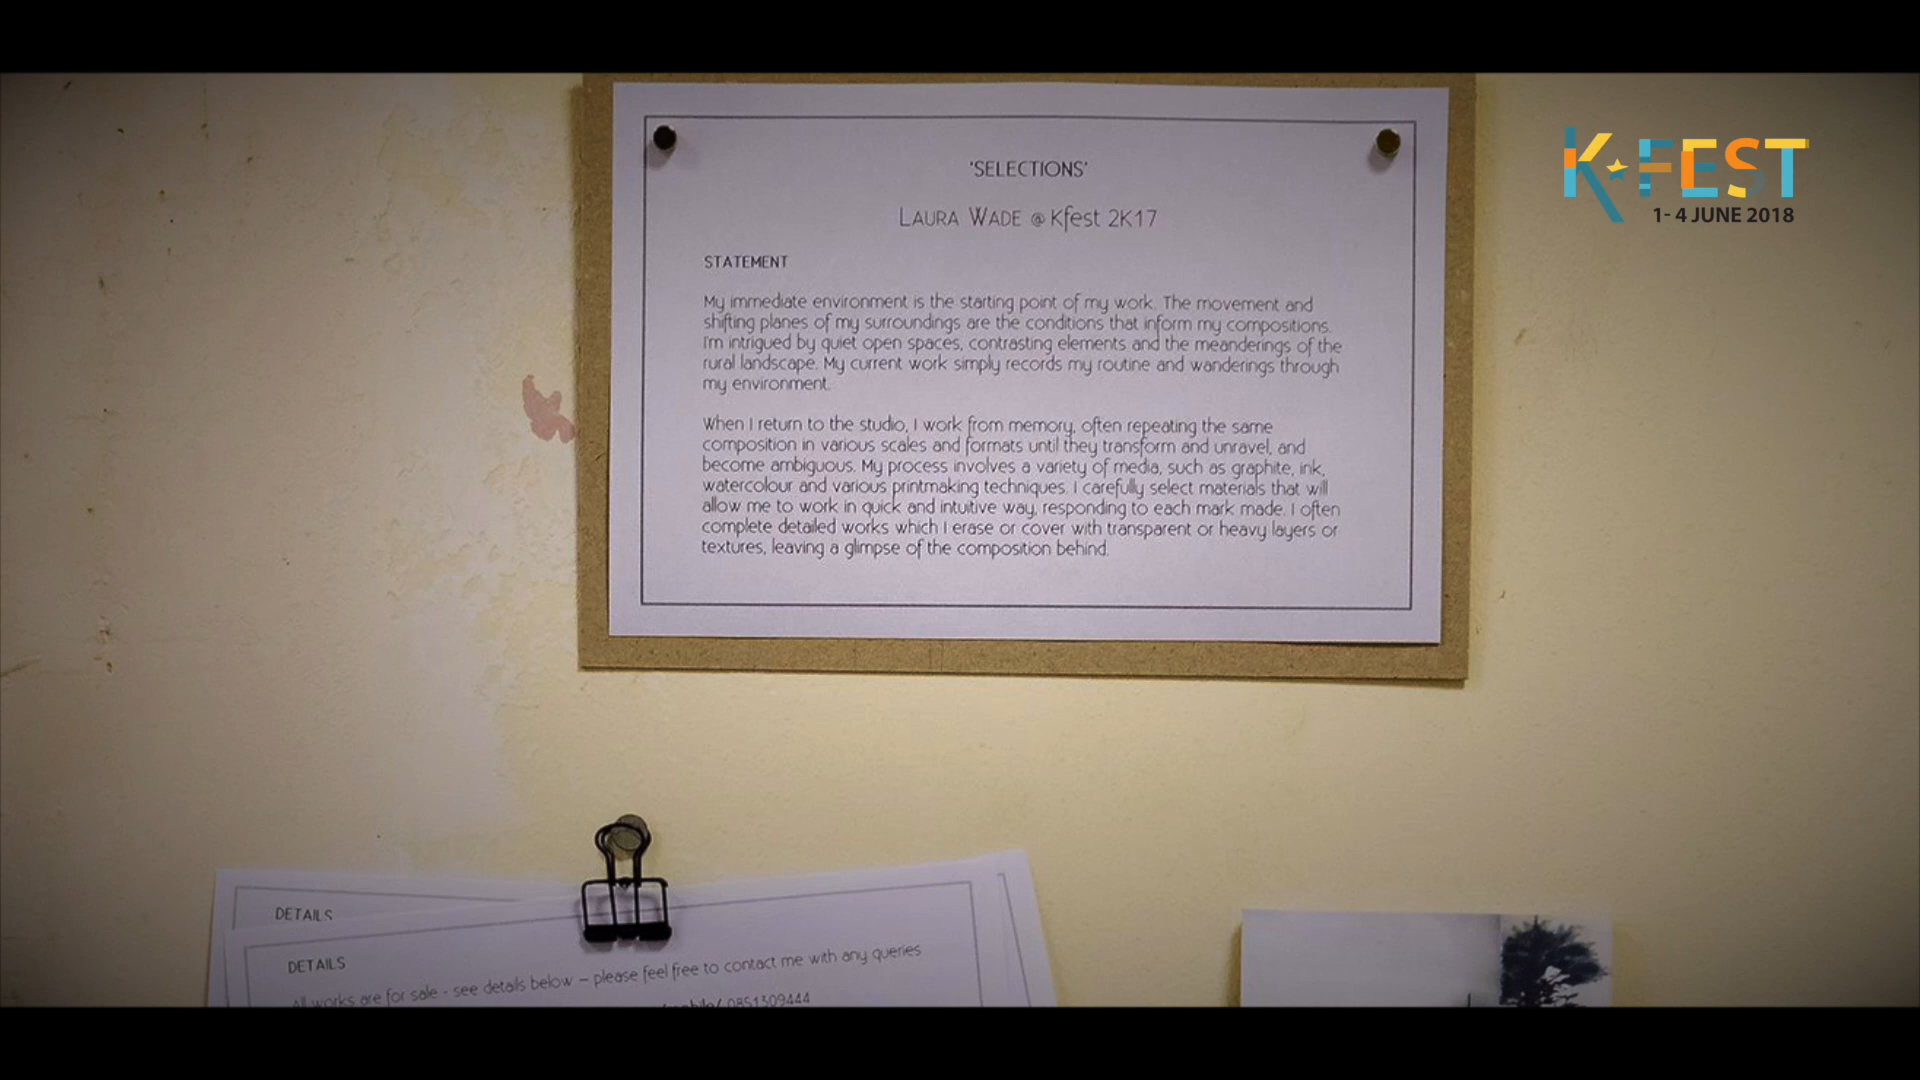 'SELECTIONS'
LAURA WADE @ Kfest 2K17
STATEMENT
My immediate environment is the starting point of my work. The movement and
shifting planes of my surroundings are the conditions that inform my compositions.
I'm intrigued by quiet open spaces, contrasting elements and the meanderings of the
rural landscape. My current work simply records my routine and wanderings through
my environment.
When I return to the studio, I work from memory, often repeating the same
composition in various scales and formats until they transform and unravel, and
become ambiguous. My process involves a variety of media, such as graphite, ink,
watercolour and various printmaking techniques. I carefully select materials that will
allow me to work in quick and intuitive way, responding to each mark made. I often
complete detailed works which I erase or cover with transparent or heavy layers or
textures, leaving a glimpse of the composition behind.
K FEST
1- 4 JUNE 2018
DETAILS
DETAILS
All works are for sale - see details below – please feel free to contact me with any queries
0851309444